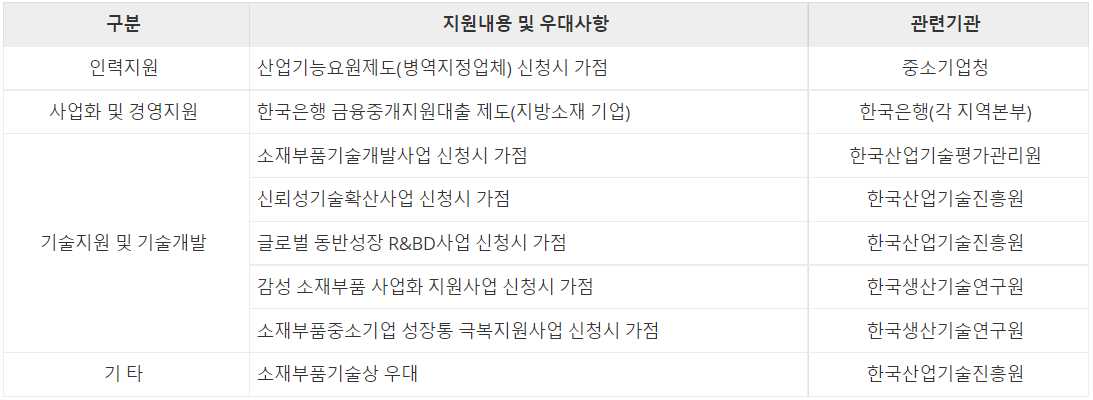 구분 지원내용 및 우대사항 관련기관
인력지원 산업기능요원제도(병역지정업체) 신청시 가점 중소기업청
사업화 및 경영지원 한국은행 금융중개지원대출 제도(지방소재 기업) 한국은행(각 지역본부)
소재부품기술개발사업 신청시 가점 한국산업기술평가관리원
신뢰성기술확산사업 신청시 가점 한국산업기술진흥원
기술지원 및 기술개발 글로벌 동반성장 R&BD사업 신청시 가점 한국산업기술진흥원
감성 소재부품 사업화 지원사업 신청시 가점 한국생산기술연구원
소재부품중소기업 성장통 극복지원사업 신청시 가점 한국생산기술연구원
기 타 소재부품기술상 우대 한국산업기술진흥원